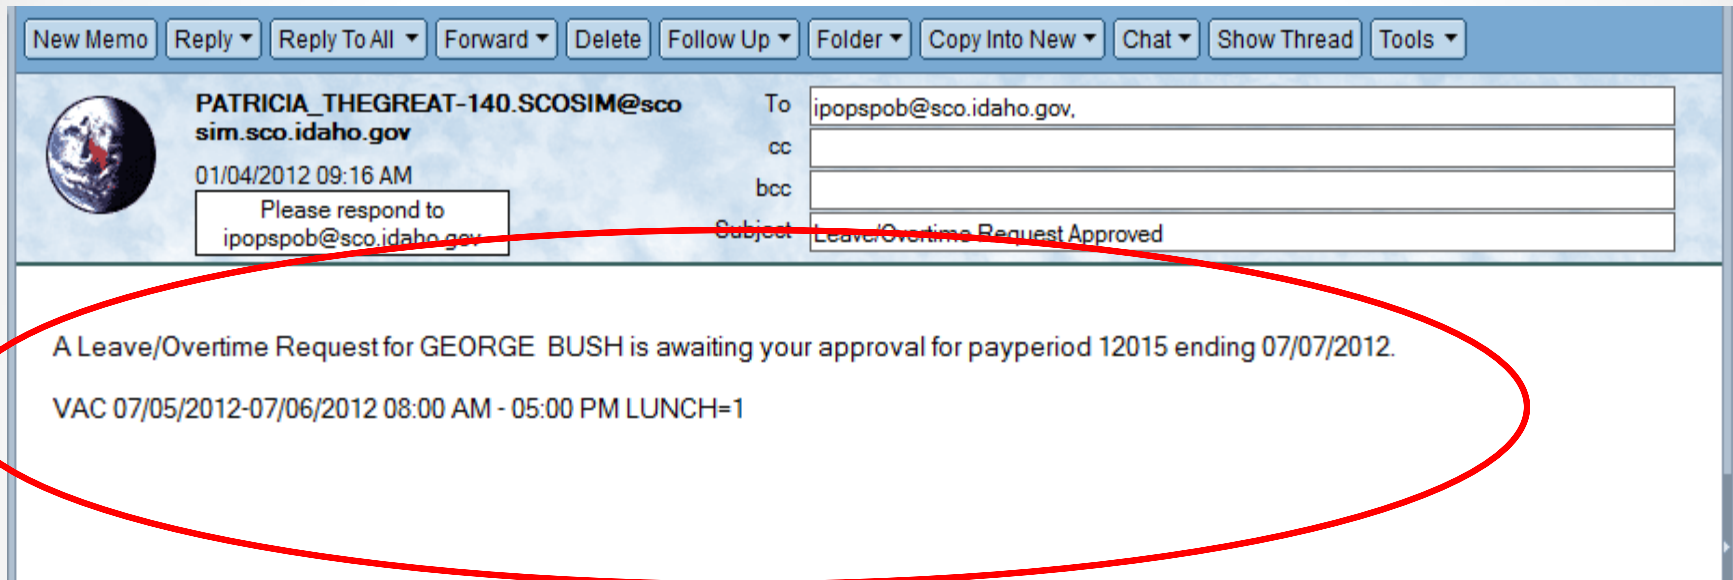 New Memo Reply Reply To All Forward Delete Follow Up Folder Copy Into New Chat Show Thread Tools
PATRICIA_THEGREAT-140.SCOSIM@sco
sim.sco.idaho.gov
01/04/2012 09:16 AM
Please respond to
ipopspob@sco.idaho.gov
To ipopspob@sco.idaho.gov,
cc
bcc
Subject Leave/Overtime Request Approved
A Leave/Overtime Request for GEORGE  BUSH is awaiting your approval for payperiod 12015 ending 07/07/2012.
VAC 07/05/2012-07/06/2012 08:00 AM - 05:00 PM LUNCH=1